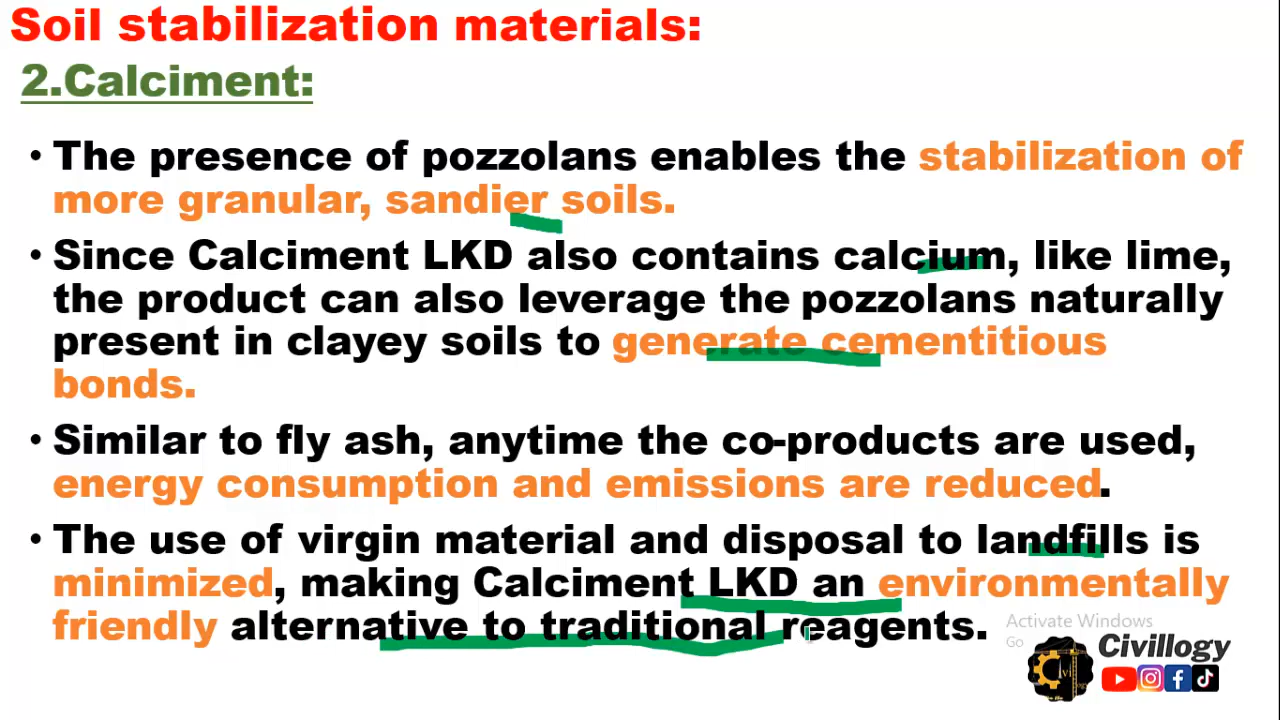 Soil stabilization materials:
2.Calciment:
• The presence of pozzolans enables the stabilization of
more granular, sandier soils.
• Since Calciment LKD also contains calcium, like lime,
the product can also leverage the pozzolans naturally
present in clayey soils to generate cementitious
bonds.
• Similar to fly ash, anytime the co-products are used,
energy consumption and emissions are reduced.
• The use of virgin material and disposal to landfills is
minimized, making Calciment LKD an environmentally
friendly alternative to traditional reagents.
Activate Windows
Go
Civillogy